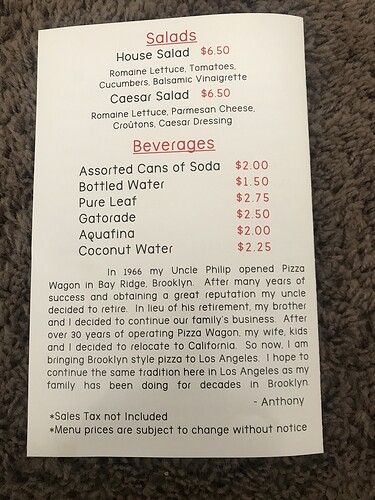 Salads
House Salad $6.50
Romaine Lettuce, Tomatoes,
Cucumbers, Balsamic Vinaigrette
Caesar Salad $6.50
Romaine Lettuce, Parmesan Cheese,
Croûtons, Caesar Dressing
Beverages
Assorted Cans of Soda $2.00
Bottled Water $1.50
Pure Leaf $2.75
Gatorade $2.50
Aquafina $2.00
Coconut Water $2.25
In 1966 my Uncle Philip opened Pizza
Wagon in Bay Ridge, Brooklyn. After many years of
success and obtaining a great reputation my uncle
decided to retire. In lieu of his retirement, my brother
and I decided to continue our family's business. After
over 30 years of operating Pizza Wagon, my wife, kids
and I decided to relocate to California. So now, I am
bringing Brooklyn style pizza to Los Angeles. I hope to
continue the same tradition here in Los Angeles as my
family has been doing for decades in Brooklyn.
- Anthony
*Sales Tax not Included
*Menu prices are subject to change without notice